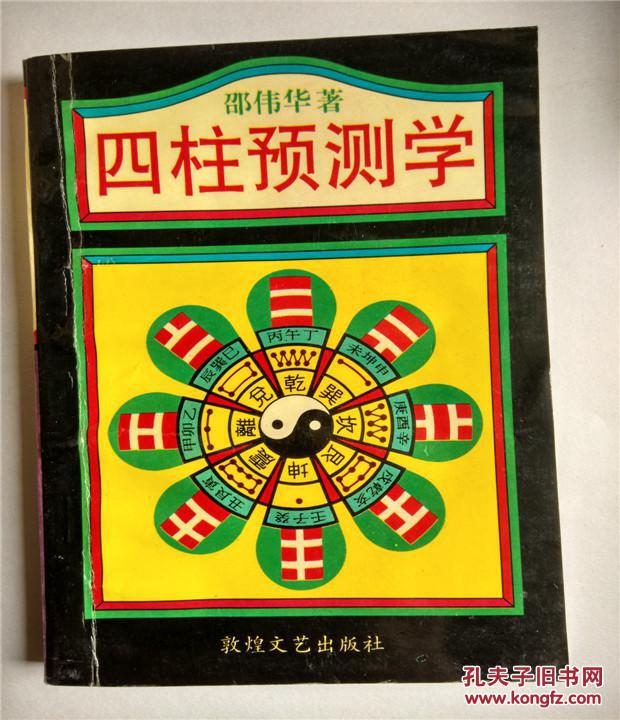 邵伟华著
四柱预测学
丙午丁
未坤申
庚酉辛
戌乾亥
壬子癸
丑艮寅
甲卯乙
辰巽巳
乾
巽
坎
艮
坤
震
離
兌
敦煌文艺出版社
孔夫子旧书网
www.kongfz.com